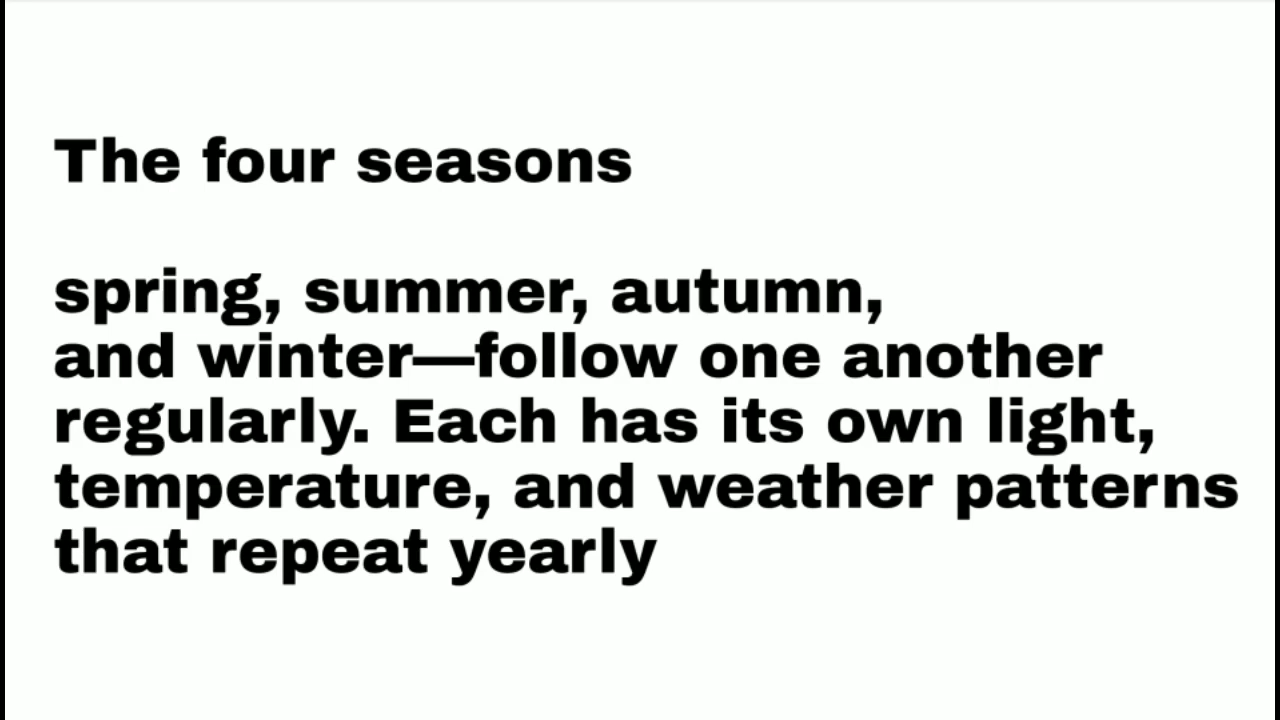 The four seasons
spring, summer, autumn,
and winter—follow one another
regularly. Each has its own light,
temperature, and weather patterns
that repeat yearly